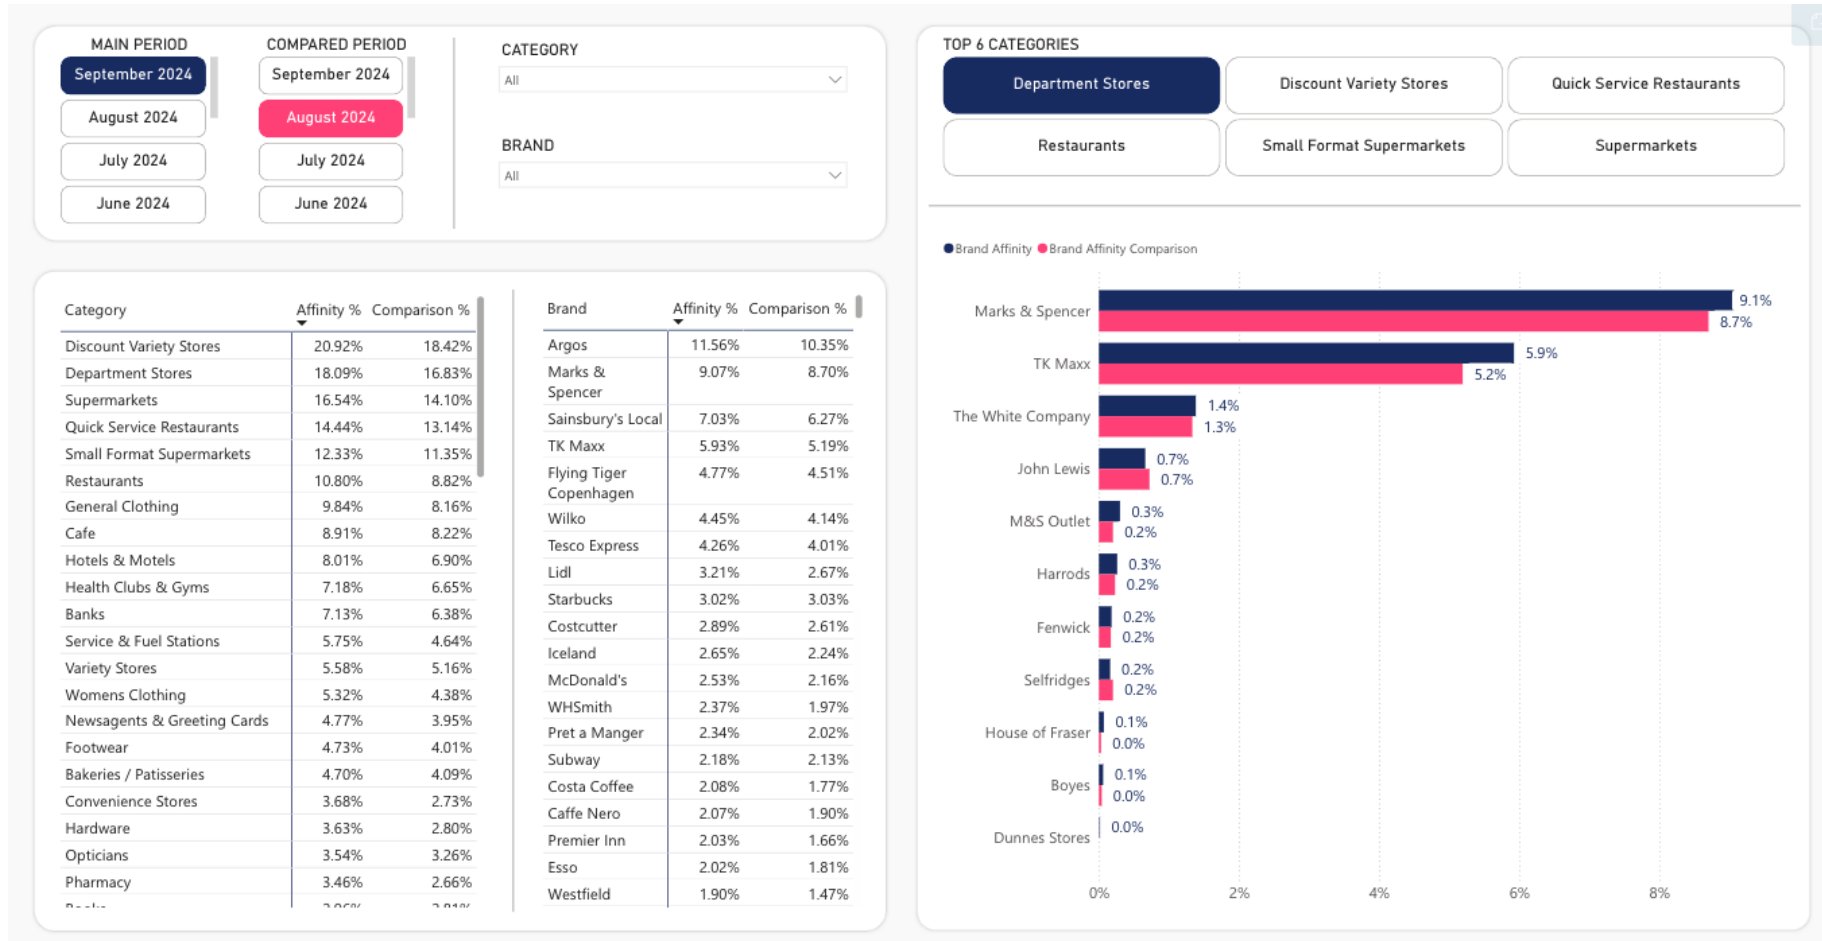 MAIN PERIOD
September 2024
August 2024
July 2024
June 2024
COMPARED PERIOD
September 2024
August 2024
July 2024
June 2024
CATEGORY
All
BRAND
All
Category Affinity % Comparison %
Discount Variety Stores 20.92% 18.42%
Department Stores 18.09% 16.83%
Supermarkets 16.54% 14.10%
Quick Service Restaurants 14.44% 13.14%
Small Format Supermarkets 12.33% 11.35%
Restaurants 10.80% 8.82%
General Clothing 9.84% 8.16%
Cafe 8.91% 8.22%
Hotels & Motels 8.01% 6.90%
Health Clubs & Gyms 7.18% 6.65%
Banks 7.13% 6.38%
Service & Fuel Stations 5.75% 4.64%
Variety Stores 5.58% 5.16%
Womens Clothing 5.32% 4.38%
Newsagents & Greeting Cards 4.77% 3.95%
Footwear 4.73% 4.01%
Bakeries / Patisseries 4.70% 4.09%
Convenience Stores 3.68% 2.73%
Hardware 3.63% 2.80%
Opticians 3.54% 3.26%
Pharmacy 3.46% 2.66%
Brand Affinity % Comparison %
Argos 11.56% 10.35%
Marks & 9.07% 8.70%
Spencer
Sainsbury's Local 7.03% 6.27%
TK Maxx 5.93% 5.19%
Flying Tiger 4.77% 4.51%
Copenhagen
Wilko 4.45% 4.14%
Tesco Express 4.26% 4.01%
Lidl 3.21% 2.67%
Starbucks 3.02% 3.03%
Costcutter 2.89% 2.61%
Iceland 2.65% 2.24%
McDonald's 2.53% 2.16%
WHSmith 2.37% 1.97%
Pret a Manger 2.34% 2.02%
Subway 2.18% 2.13%
Costa Coffee 2.08% 1.77%
Caffe Nero 2.07% 1.90%
Premier Inn 2.03% 1.66%
Esso 2.02% 1.81%
Westfield 1.90% 1.47%
TOP 6 CATEGORIES
Department Stores
Discount Variety Stores
Quick Service Restaurants
Restaurants
Small Format Supermarkets
Supermarkets
Brand Affinity Brand Affinity Comparison
Marks & Spencer 9.1%
8.7%
TK Maxx 5.9%
5.2%
The White Company 1.4%
1.3%
John Lewis 0.7%
0.7%
M&S Outlet 0.3%
0.2%
Harrods 0.3%
0.2%
Fenwick 0.2%
0.2%
Selfridges 0.2%
0.2%
House of Fraser 0.1%
0.0%
Boyes 0.1%
0.0%
Dunnes Stores 0.0%
0% 2% 4% 6% 8%